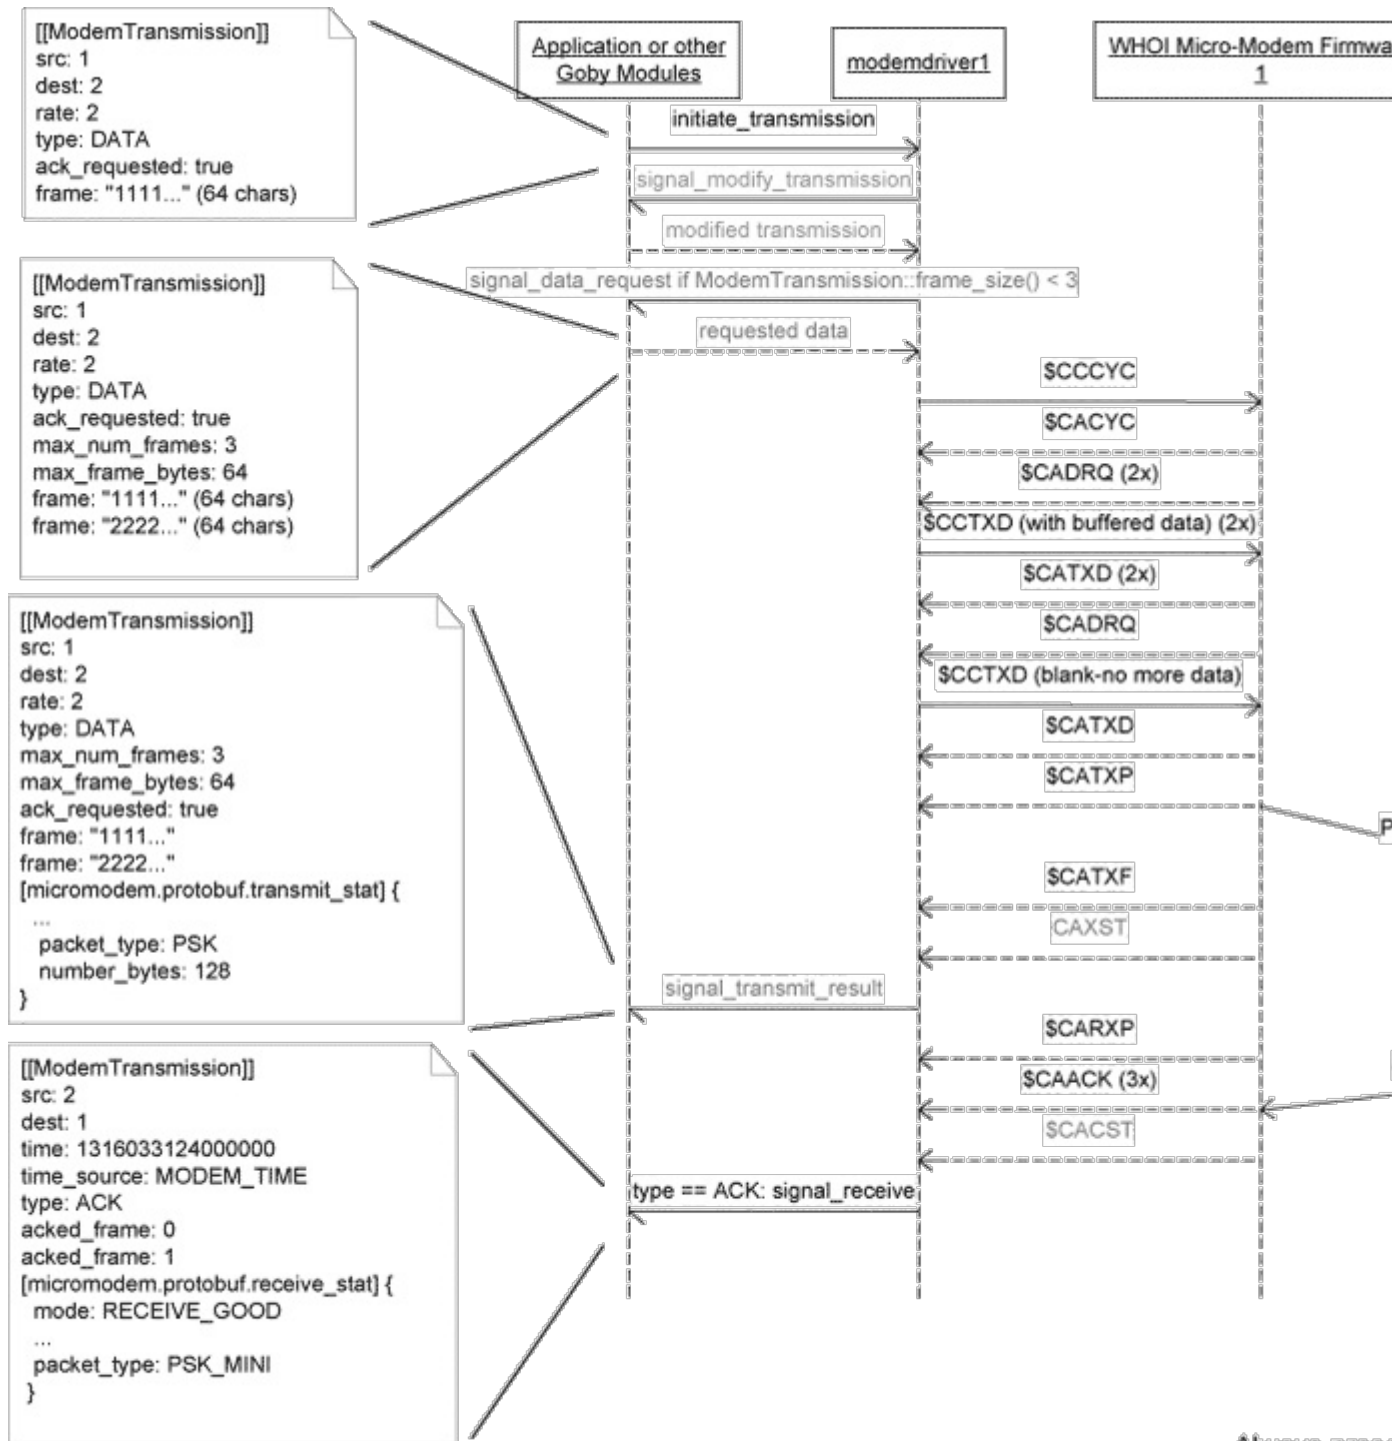 [[ModemTransmission]]
src: 1
dest: 2
rate: 2
type: DATA
ack_requested: true
frame: "1111..." (64 chars)
[[ModemTransmission]]
src: 1
dest: 2
rate: 2
type: DATA
ack_requested: true
max_num_frames: 3
max_frame_bytes: 64
frame: "1111..." (64 chars)
frame: "2222..." (64 chars)
[[ModemTransmission]]
src: 1
dest: 2
rate: 2
type: DATA
max_num_frames: 3
max_frame_bytes: 64
ack_requested: true
frame: "1111..."
frame: "2222..."
[micromodem.protobuf.transmit_stat] {
...
packet_type: PSK
number_bytes: 128
}
[[ModemTransmission]]
src: 2
dest: 1
time: 1316033124000000
time_source: MODEM_TIME
type: ACK
acked_frame: 0
acked_frame: 1
[micromodem.protobuf.receive_stat] {
mode: RECEIVE_GOOD
...
packet_type: PSK_MINI
}
Application or other
Goby Modules
modemdriver1
WHOI Micro-Modem Firmwa
1
initiate_transmission
signal_modify_transmission
modified transmission
signal_data_request if ModemTransmission::frame_size() < 3
requested data
$CCCYC
$CACYC
$CADRQ (2x)
$CCTXD (with buffered data) (2x)
$CATXD (2x)
$CADRQ
$CCTXD (blank-no more data)
$CATXD
$CATXP
P
$CATXF
CAXST
signal_transmit_result
$CARXP
$CAACK (3x)
$CACST
type == ACK: signal_receive